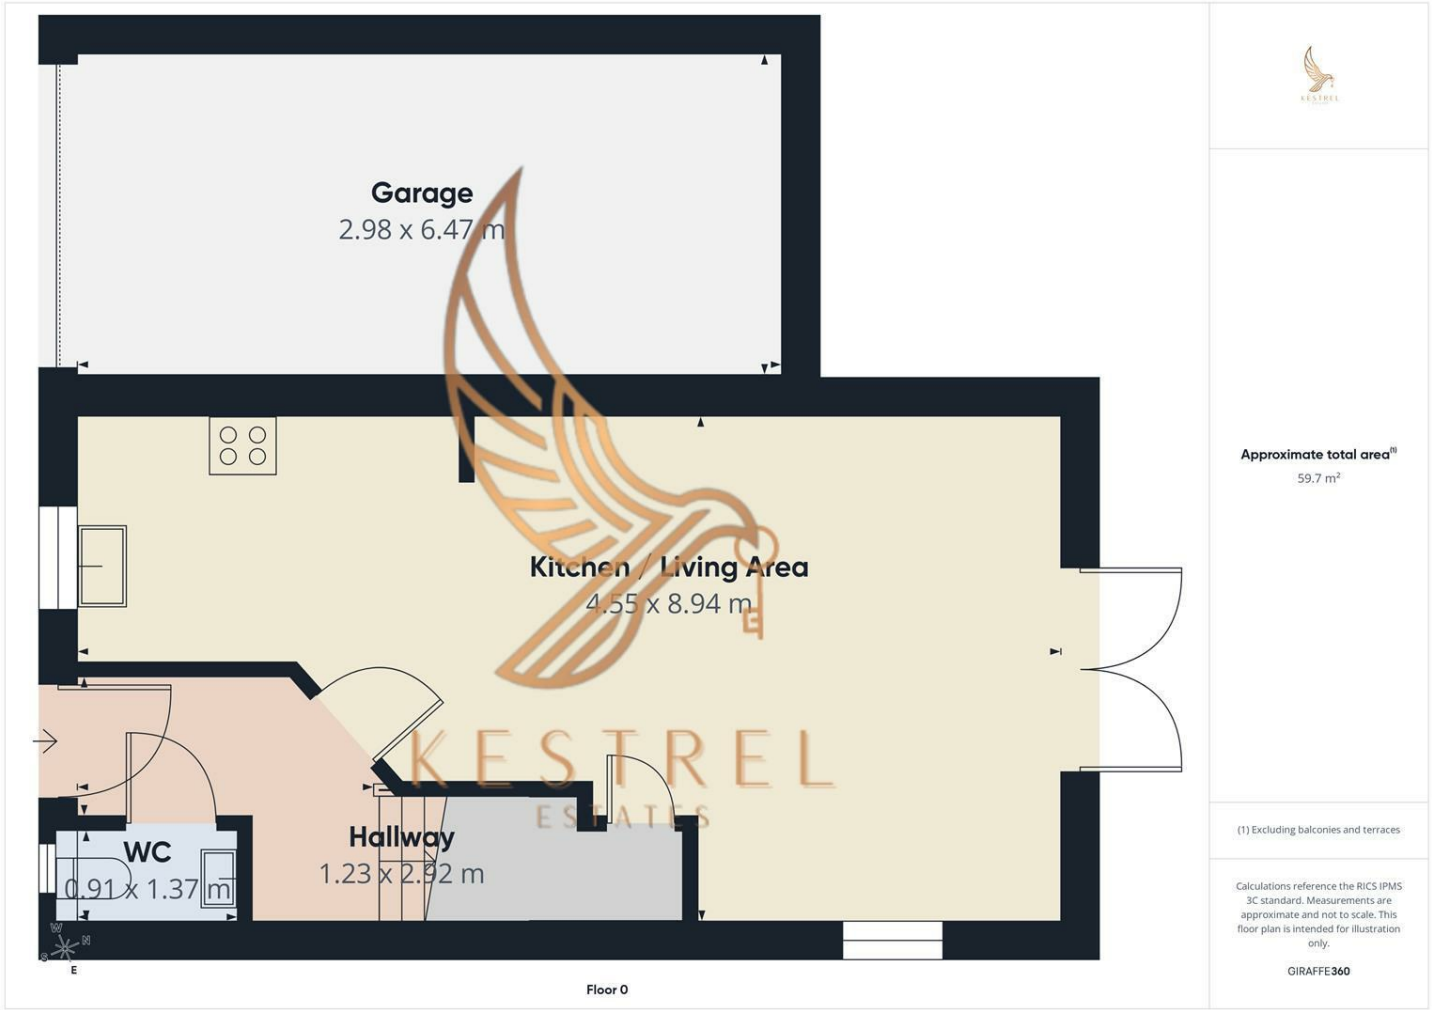 Garage
2.98 x 6.47 m
Kitchen / Living Area
4.55 x 8.94 m
KESTREL
ESTATES
Hallway
1.23 x 2.92 m
WC
0.91 x 1.37 m
W
N
S
E
Floor 0
KESTREL
Approximate total area(1)
59.7 m²
(1) Excluding balconies and terraces
Calculations reference the RICS IPMS
3C standard. Measurements are
approximate and not to scale. This
floor plan is intended for illustration
only.
GIRAFFE360